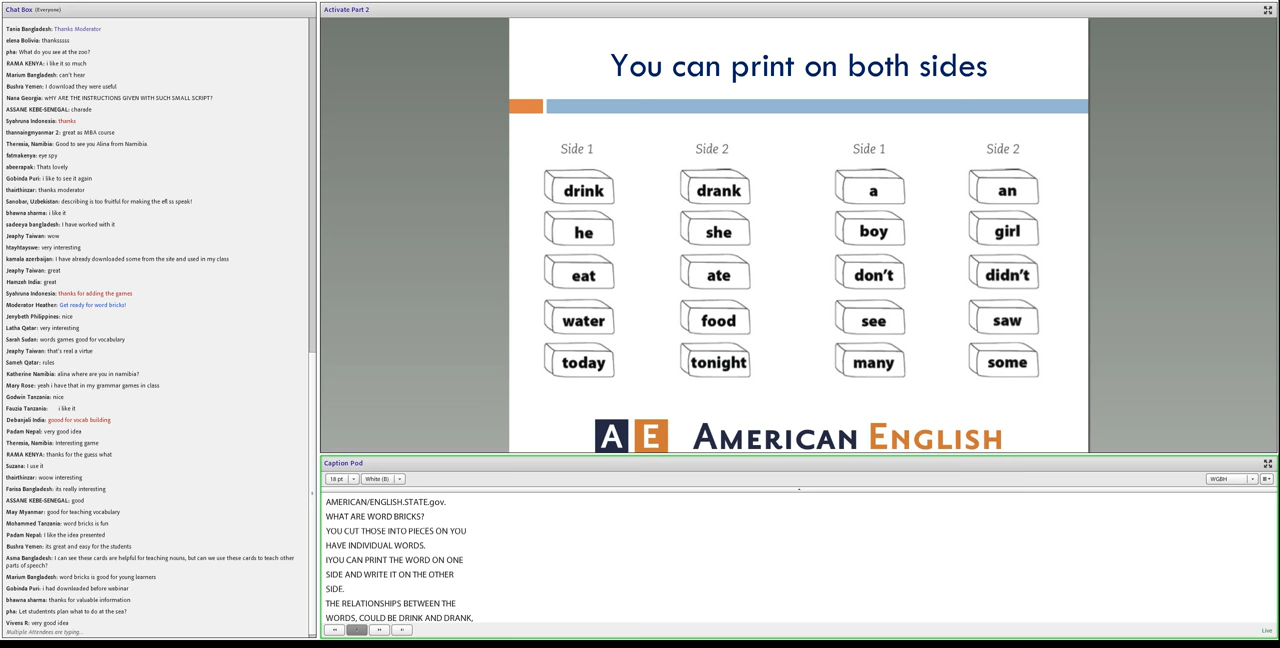 Chat Box (Everyone)
Tania Bangladesh: Thanks Moderator
elena Bolivia: thanksssss
pha: What do you see at the zoo?
RAMA KENYA: i like it so much
Marium Bangladesh: can't hear
Bushra Yemen: I download they were useful
Nana Georgia: wHY ARE THE INSTRUCTIONS GIVEN WITH SUCH SMALL SCRIPT?
ASSANE KEBE-SENEGAL: charade
Syahruna Indonesia: thanks
thannaingmyanmar 2: great as MBA course
Theresia, Namibia: Good to see you Alina from Namibia.
fatmakenya: eye spy
abeerapak: Thats lovely
Gobinda Puri: i like to see it again
thairthinzar: thanks moderator
Sanobar, Uzbekistan: describing is too fruitful for making the efl ss speak!
bhawna sharma: i like it
sadeeya bangladesh: I have worked with it
Jeaphy Taiwan: wow
htayhtayswe: very interesting
kamala azerbaijan: I have already downloaded some from the site and used in my class
Jeaphy Taiwan: great
Hamzeh India: great
Syahruna Indonesia: thanks for adding the games
Moderator Heather: Get ready for word bricks!
Jenybeth Philippines: nice
Latha Qatar: very interesting
Sarah Sudan: words games good for vocabulary
Jeaphy Taiwan: that's real a virtue
Sameh Qatar: rules
Katherine Namibia: alina where are you in namibia?
Mary Rose: yeah i have that in my grammar games in class
Godwin Tanzania: nice
Fauzia Tanzania: i like it
Debanjali India: goood for vocab building
Padam Nepal: very good idea
Theresia, Namibia: Interesting game
RAMA KENYA: thanks for the guess what
Suzana: I use it
thairthinzar: woow interesting
Farisa Bangladesh: its really interesting
ASSANE KEBE-SENEGAL: good
May Myanmar: good for teaching vocabulary
Mohammed Tanzania: word bricks is fun
Padam Nepal: I like the idea presented
Bushra Yemen: its great and easy for the students
Asma Bangladesh: I can see these cards are helpful for teaching nouns, but can we use these cards to teach other
parts of speech?
Marium Bangladesh: word bricks is good for young learners
Gobinda Puri: i had downleaded before webinar
bhawna sharma: thanks for valuable information
pha: Let studentnts plan what to do at the sea?
Vivens R: very good idea
Multiple Attendees are typing...
Activate Part 2
You can print on both sides
Side 1 Side 2 Side 1 Side 2
drink drank a an
he she boy girl
eat ate don't didn't
water food see saw
today tonight many some
AE AMERICAN ENGLISH
Caption Pod
18 pt White (B) WGBH
AMERICAN/ENGLISH.STATE.gov.
WHAT ARE WORD BRICKS?
YOU CUT THOSE INTO PIECES ON YOU
HAVE INDIVIDUAL WORDS.
IYOU CAN PRINT THE WORD ON ONE
SIDE AND WRITE IT ON THE OTHER
SIDE.
THE RELATIONSHIPS BETWEEN THE
WORDS, COULD BE DRINK AND DRANK,
Live